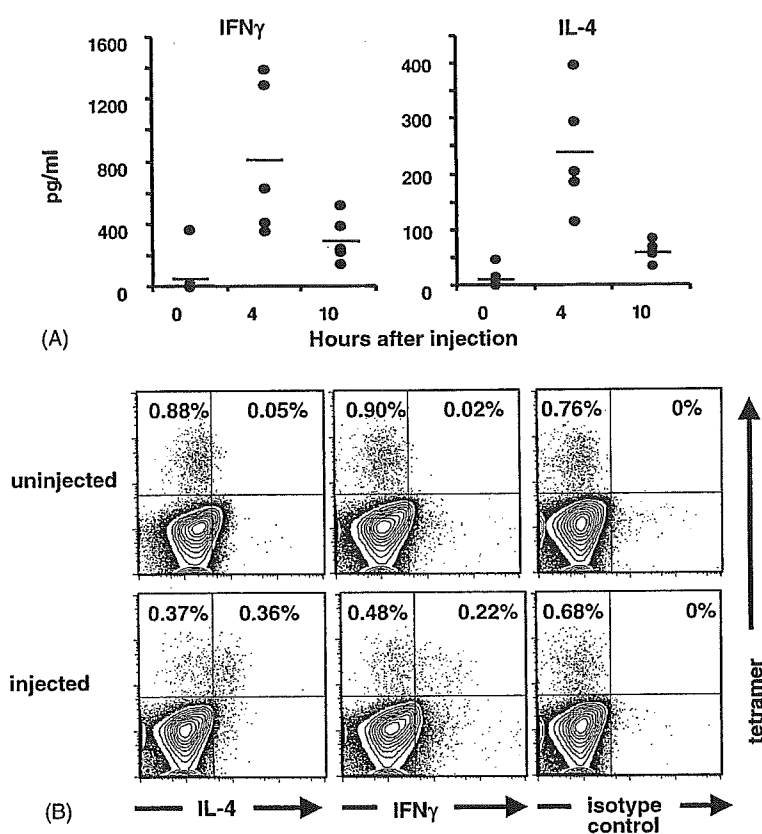 IFNγ
IL-4
1600
1200
800
400
0
pg/ml
400
300
200
100
0
0 4 10
0 4 10
Hours after injection
(A)
0.88% 0.05%
0.90% 0.02%
0.76% 0%
uninjected
0.37% 0.36%
0.48% 0.22%
0.68% 0%
injected
tetramer
(B)
IL-4
IFNγ
isotype
control